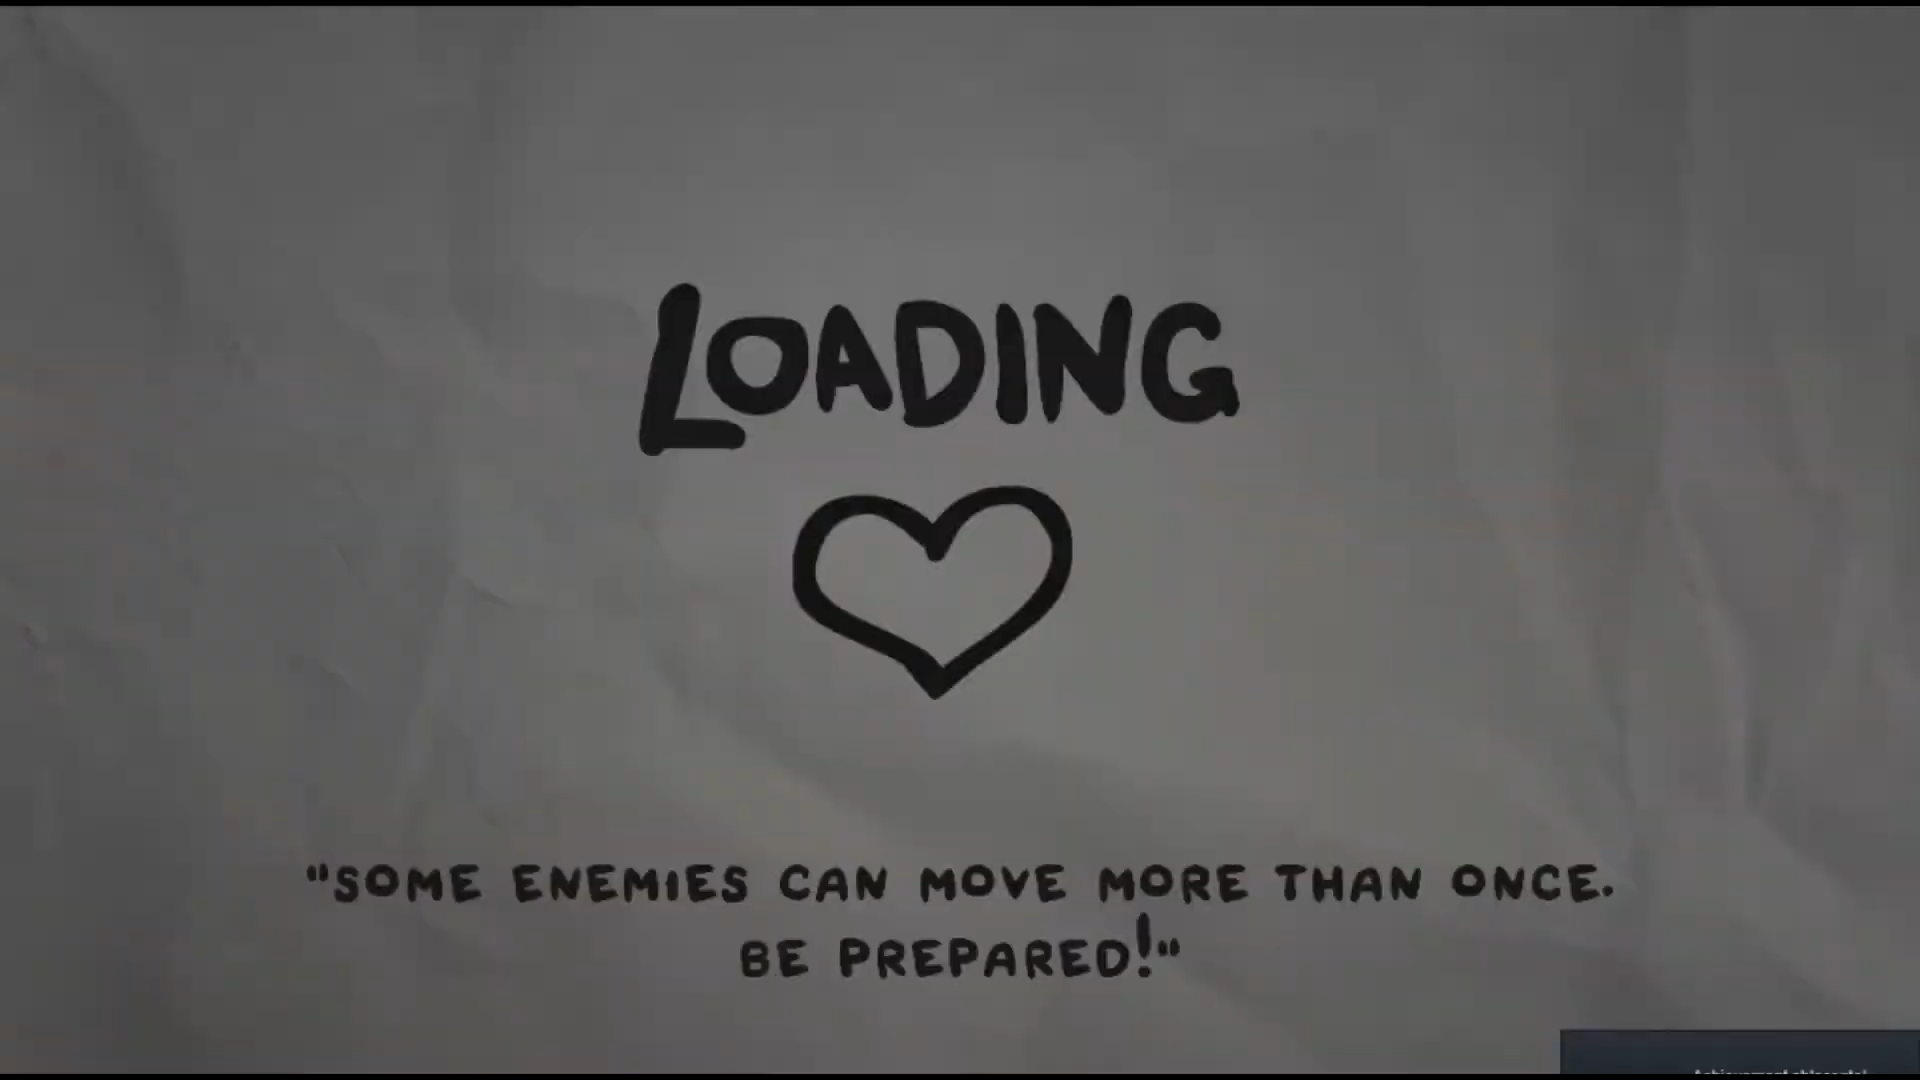 LOADING
"SOME ENEMIES CAN MOVE MORE THAN ONCE.
BE PREPARED!"